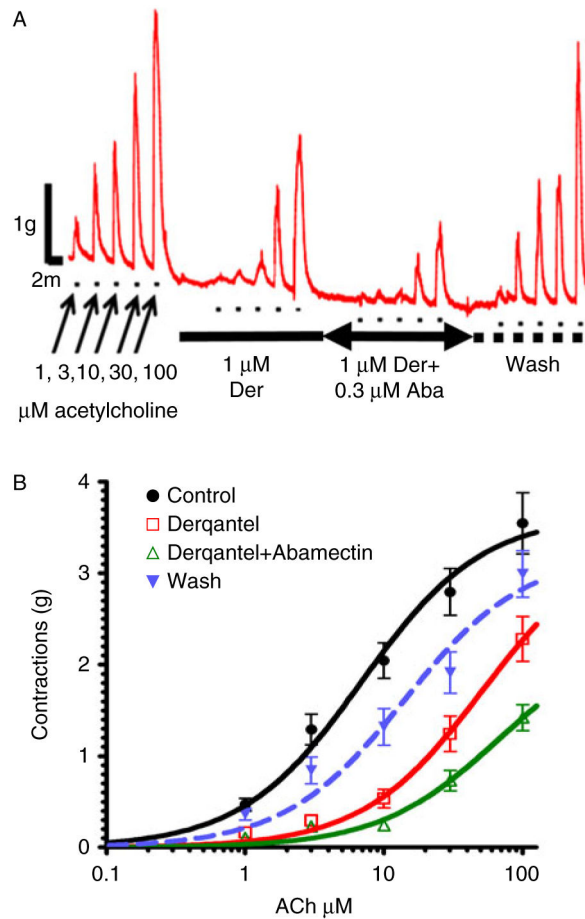 A
1g
2m
1, 3,10, 30, 100
μM acetylcholine
1 μM
Der
1 μM Der+
0.3 μM Aba
Wash
B
4
3
2
1
0
Contractions (g)
Control
Derqantel
Derqantel+Abamectin
Wash
0.1
1
10
100
ACh μM